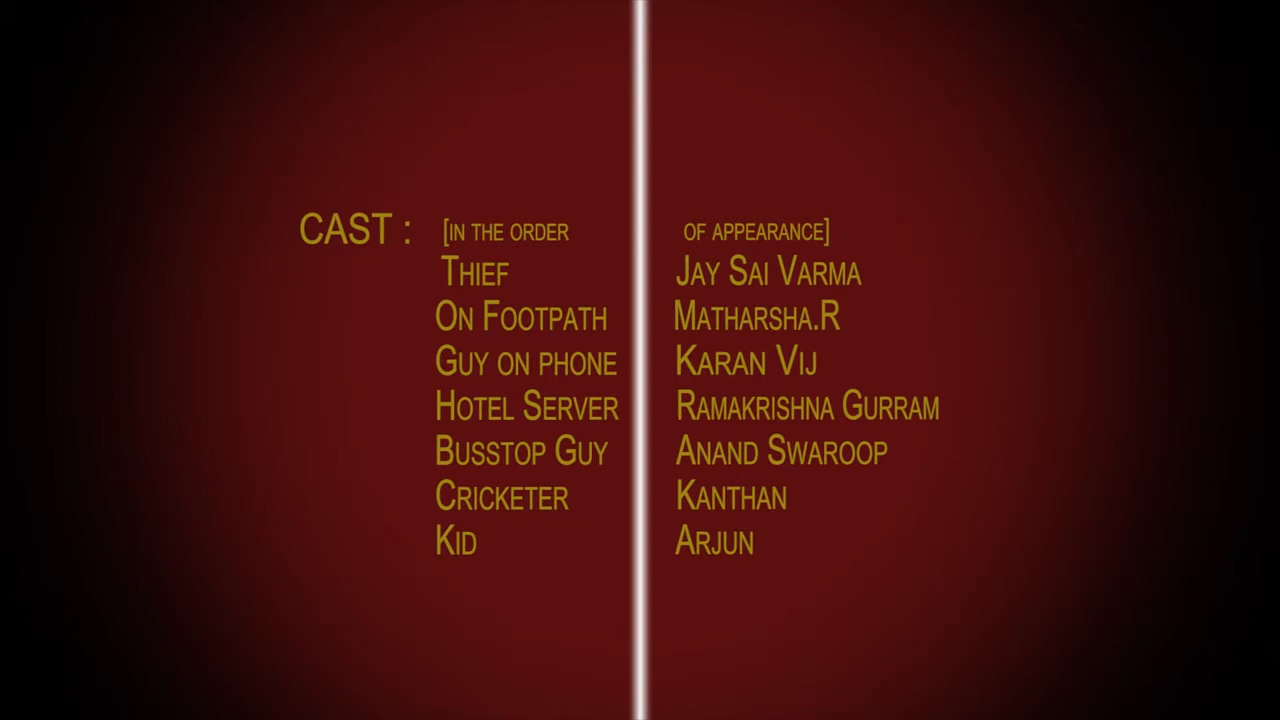 CAST : [IN THE ORDER OF APPEARANCE]
THIEF JAY SAI VARMA
ON FOOTPATH MATHARSHA.R
GUY ON PHONE KARAN VIJ
HOTEL SERVER RAMAKRISHNA GURRAM
BUSSTOP GUY ANAND SWAROOP
CRICKETER KANTHAN
KID ARJUN